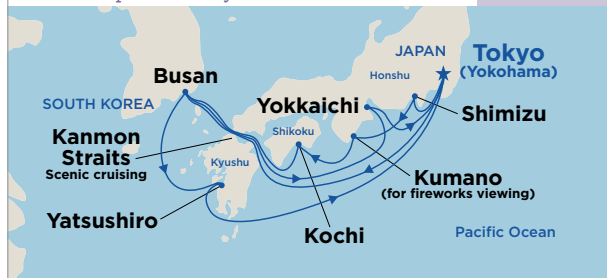 JAPAN
Tokyo
(Yokohama)
Honshu
Busan
SOUTH KOREA
Yokkaichi
Shimizu
Kanmon
Straits
Scenic cruising
Shikoku
Kyushu
Kumano
(for fireworks viewing)
Yatsushiro
Kochi
Pacific Ocean